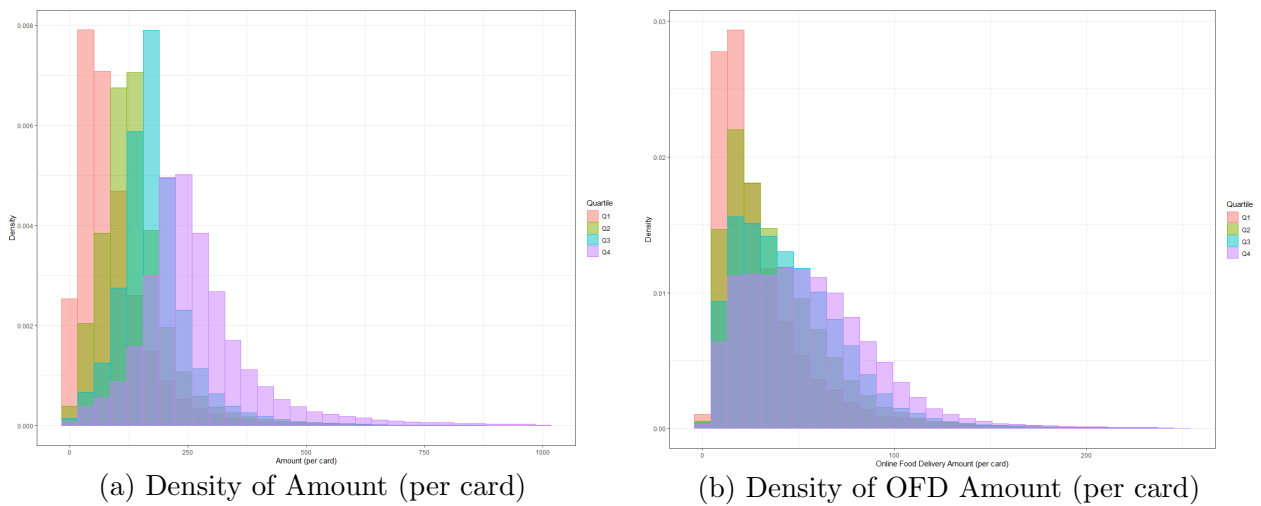 0.008
0.006
0.004
0.002
0.000
Density
0
250
500
750
1000
Amount (per card)
Quartile
Q1
Q2
Q3
Q4
(a) Density of Amount (per card)
0.03
0.02
0.01
0.00
Density
0
100
200
Online Food Delivery Amount (per card)
Quartile
Q1
Q2
Q3
Q4
(b) Density of OFD Amount (per card)